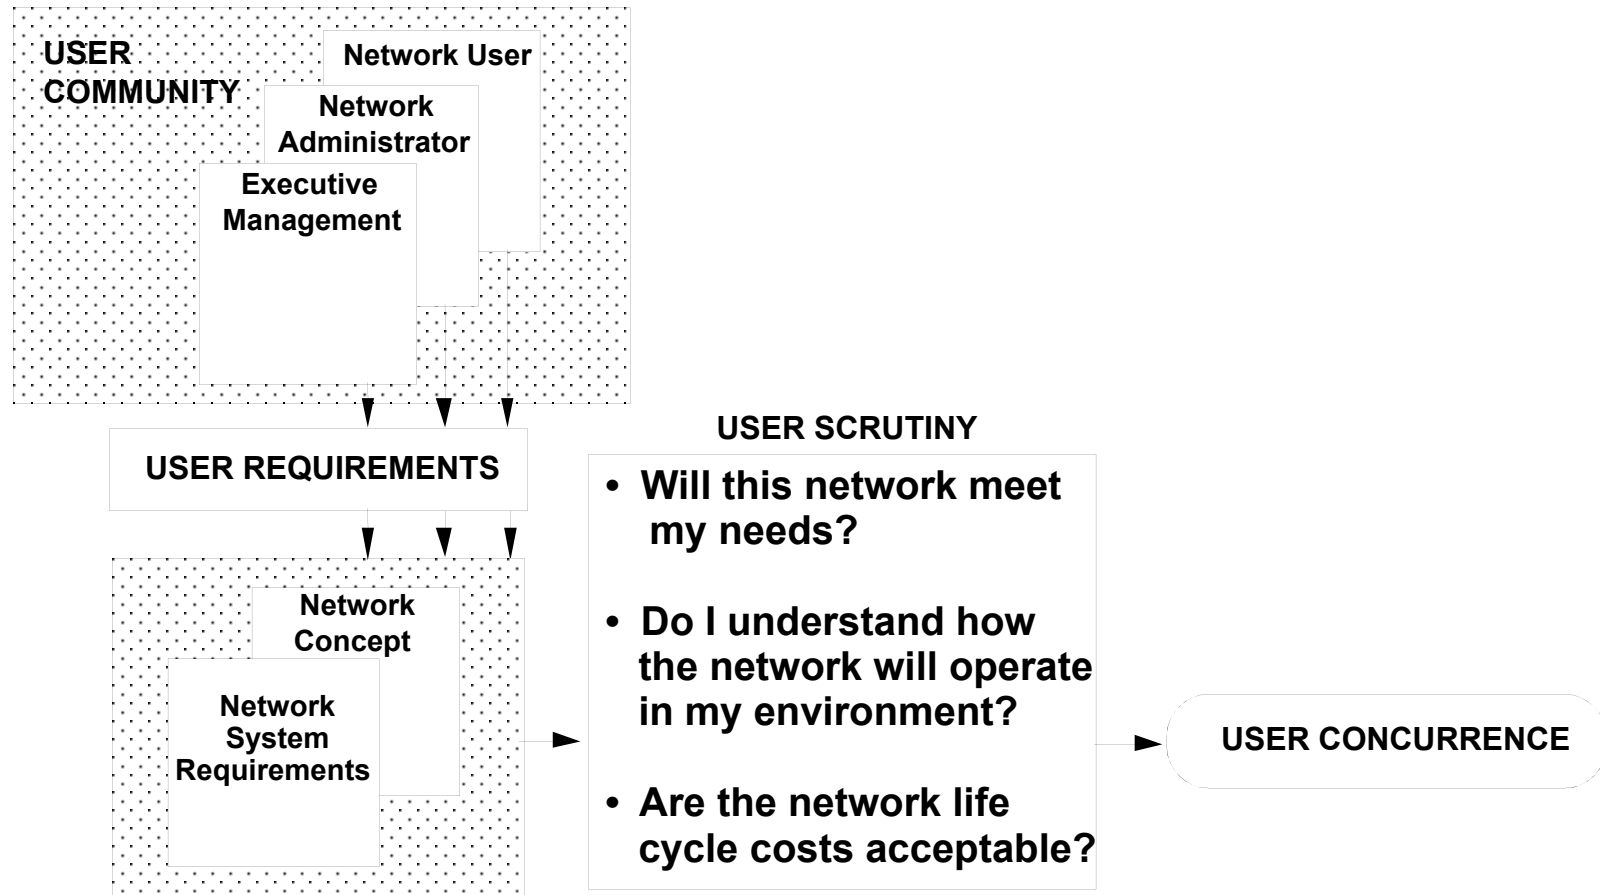 USER
COMMUNITY
Network User
Network
Administrator
Executive
Management
USER REQUIREMENTS
Network
Concept
Network
System
Requirements
USER SCRUTINY
• Will this network meet
my needs?
• Do I understand how
the network will operate
in my environment?
• Are the network life
cycle costs acceptable?
USER CONCURRENCE